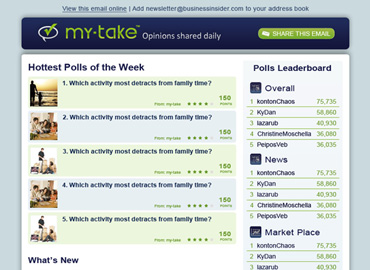 View this email online | Add newsletter@businessinsider.com to your address book
my·take™ Opinions shared daily
SHARE THIS EMAIL
Hottest Polls of the Week
1. Which activity most detracts from family time?
From: my-take
150
POINTS
2. Which activity most detracts from family time?
From: my-take
150
POINTS
3. Which activity most detracts from family time?
From: my-take
150
POINTS
4. Which activity most detracts from family time?
From: my-take
150
POINTS
5. Which activity most detracts from family time?
From: my-take
150
POINTS
What's New
Polls Leaderboard
Overall
1 kontonChaos 75,735
2 KyDan 58,860
3 lazarub 40,930
4 ChristineMoschella 36,080
5 PeiposVeb 36,080
News
1 kontonChaos 75,735
2 KyDan 58,860
3 lazarub 40,930
4 ChristineMoschella 36,080
5 PeiposVeb 36,080
Market Place
1 kontonChaos 75,735
2 KyDan 58,860
3 lazarub 40,930